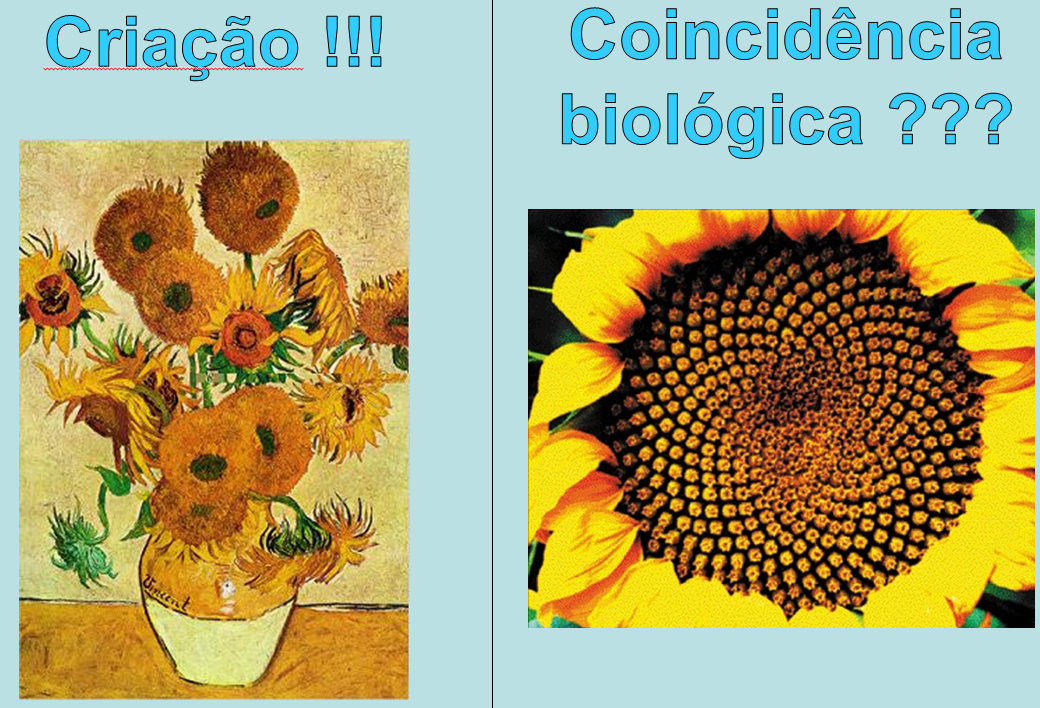 Criação !!!
Coincidência
biológica ???
Vincent